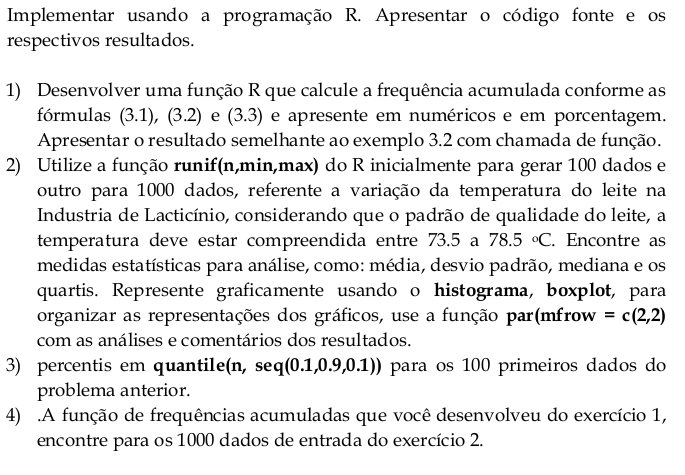 Implementar usando a programação R. Apresentar o código fonte e os
respectivos resultados.
1) Desenvolver uma função R que calcule a frequência acumulada conforme as
fórmulas (3.1), (3.2) e (3.3) e apresente em numéricos e em porcentagem.
Apresentar o resultado semelhante ao exemplo 3.2 com chamada de função.
2) Utilize a função runif(n,min,max) do R inicialmente para gerar 100 dados e
outro para 1000 dados, referente a variação da temperatura do leite na
Industria de Lacticínio, considerando que o padrão de qualidade do leite, a
temperatura deve estar compreendida entre 73.5 a 78.5 ºC. Encontre as
medidas estatísticas para análise, como: média, desvio padrão, mediana e os
quartis. Represente graficamente usando o histograma, boxplot, para
organizar as representações dos gráficos, use a função par(mfrow = c(2,2)
com as análises e comentários dos resultados.
3) percentis em quantile(n, seq(0.1,0.9,0.1)) para os 100 primeiros dados do
problema anterior.
4) .A função de frequências acumuladas que você desenvolveu do exercício 1,
encontre para os 1000 dados de entrada do exercício 2.